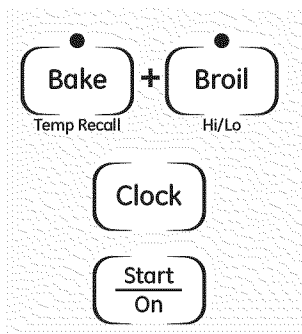 Bake + Broil
Temp Recall Hi/Lo
Clock
Start
On